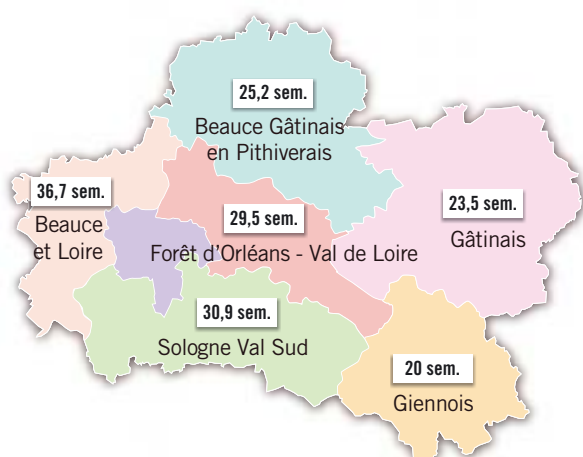 25,2 sem.
Beauce Gâtinais
en Pithiverais
36,7 sem.
Beauce
et Loire
29,5 sem.
Forêt d'Orléans - Val de Loire
23,5 sem.
Gâtinais
30,9 sem.
Sologne Val Sud
20 sem.
Giennois